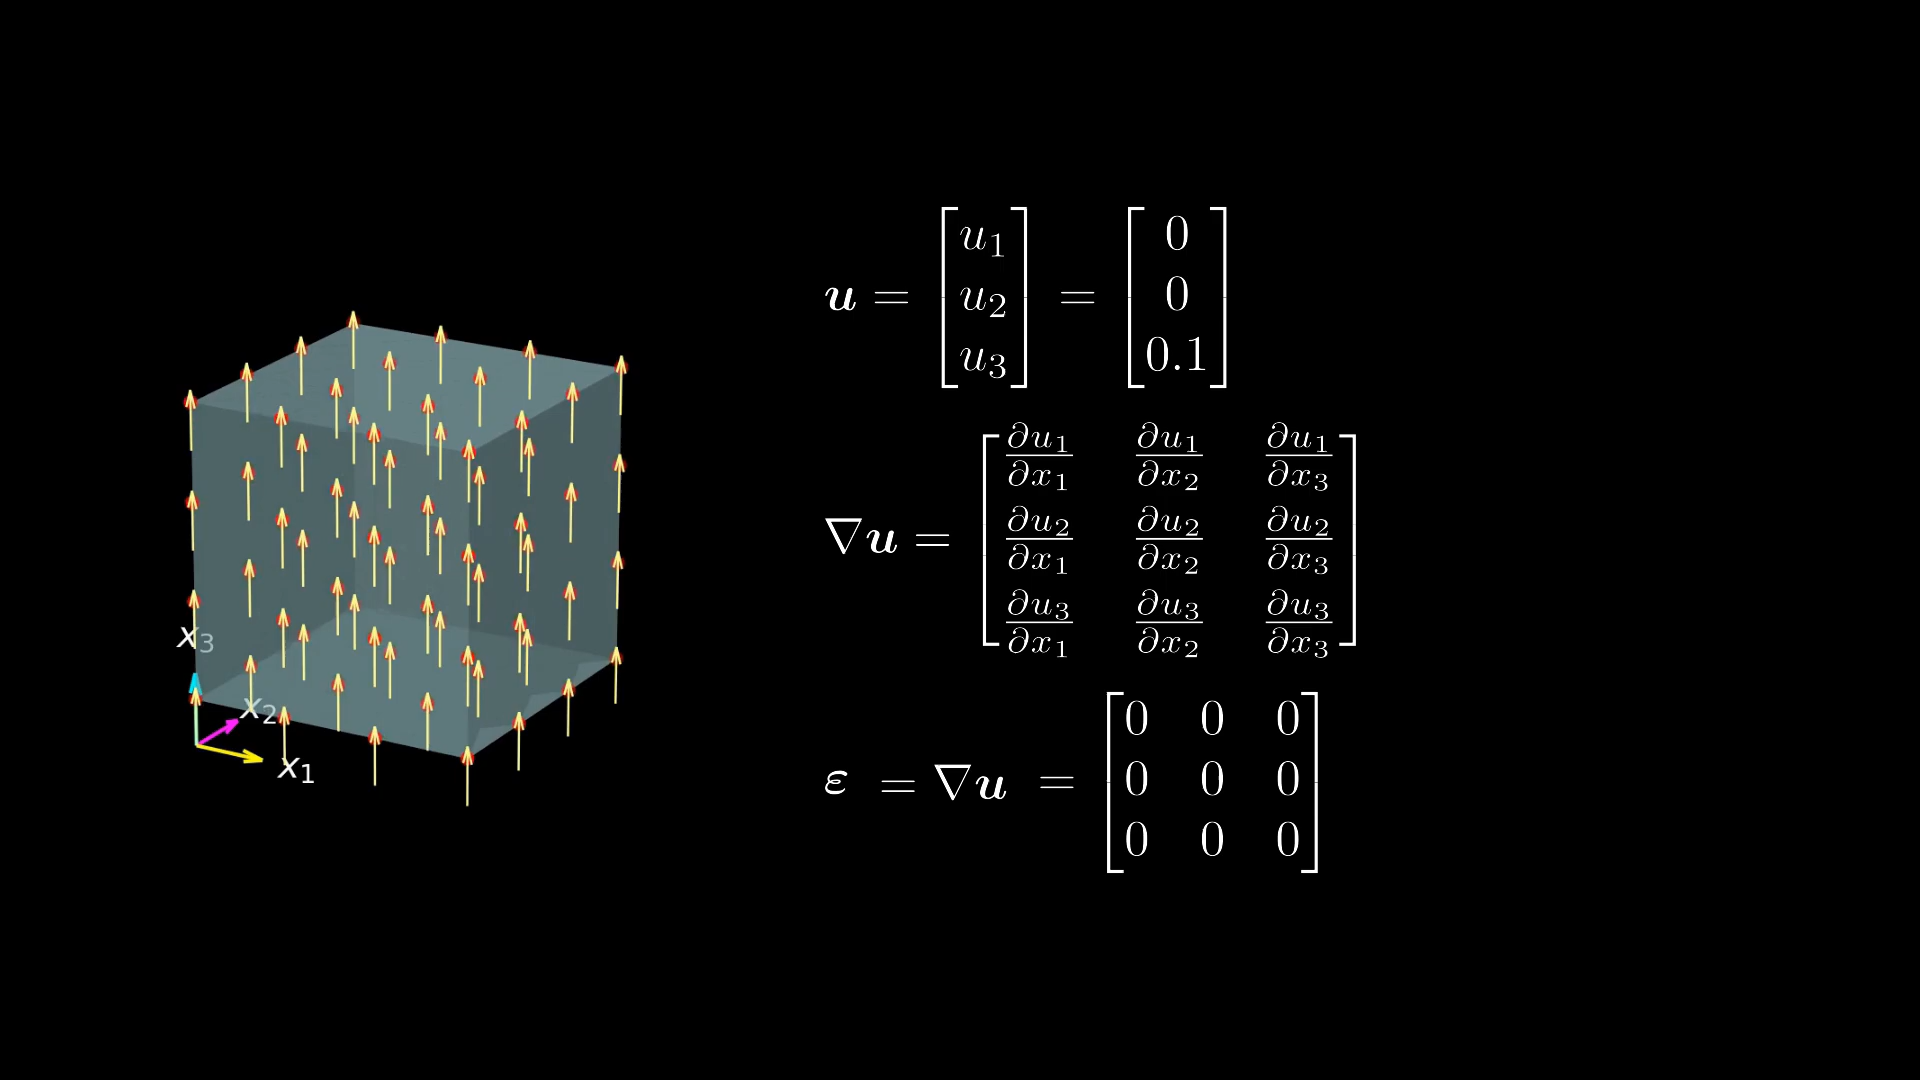 x₃
x₂
x₁
u = [u₁ u₂ u₃] = [0 0 0.1]
∇u = [∂u₁/∂x₁ ∂u₁/∂x₂ ∂u₁/∂x₃
∂u₂/∂x₁ ∂u₂/∂x₂ ∂u₂/∂x₃
∂u₃/∂x₁ ∂u₃/∂x₂ ∂u₃/∂x₃]
ε = ∇u = [0 0 0
0 0 0
0 0 0]